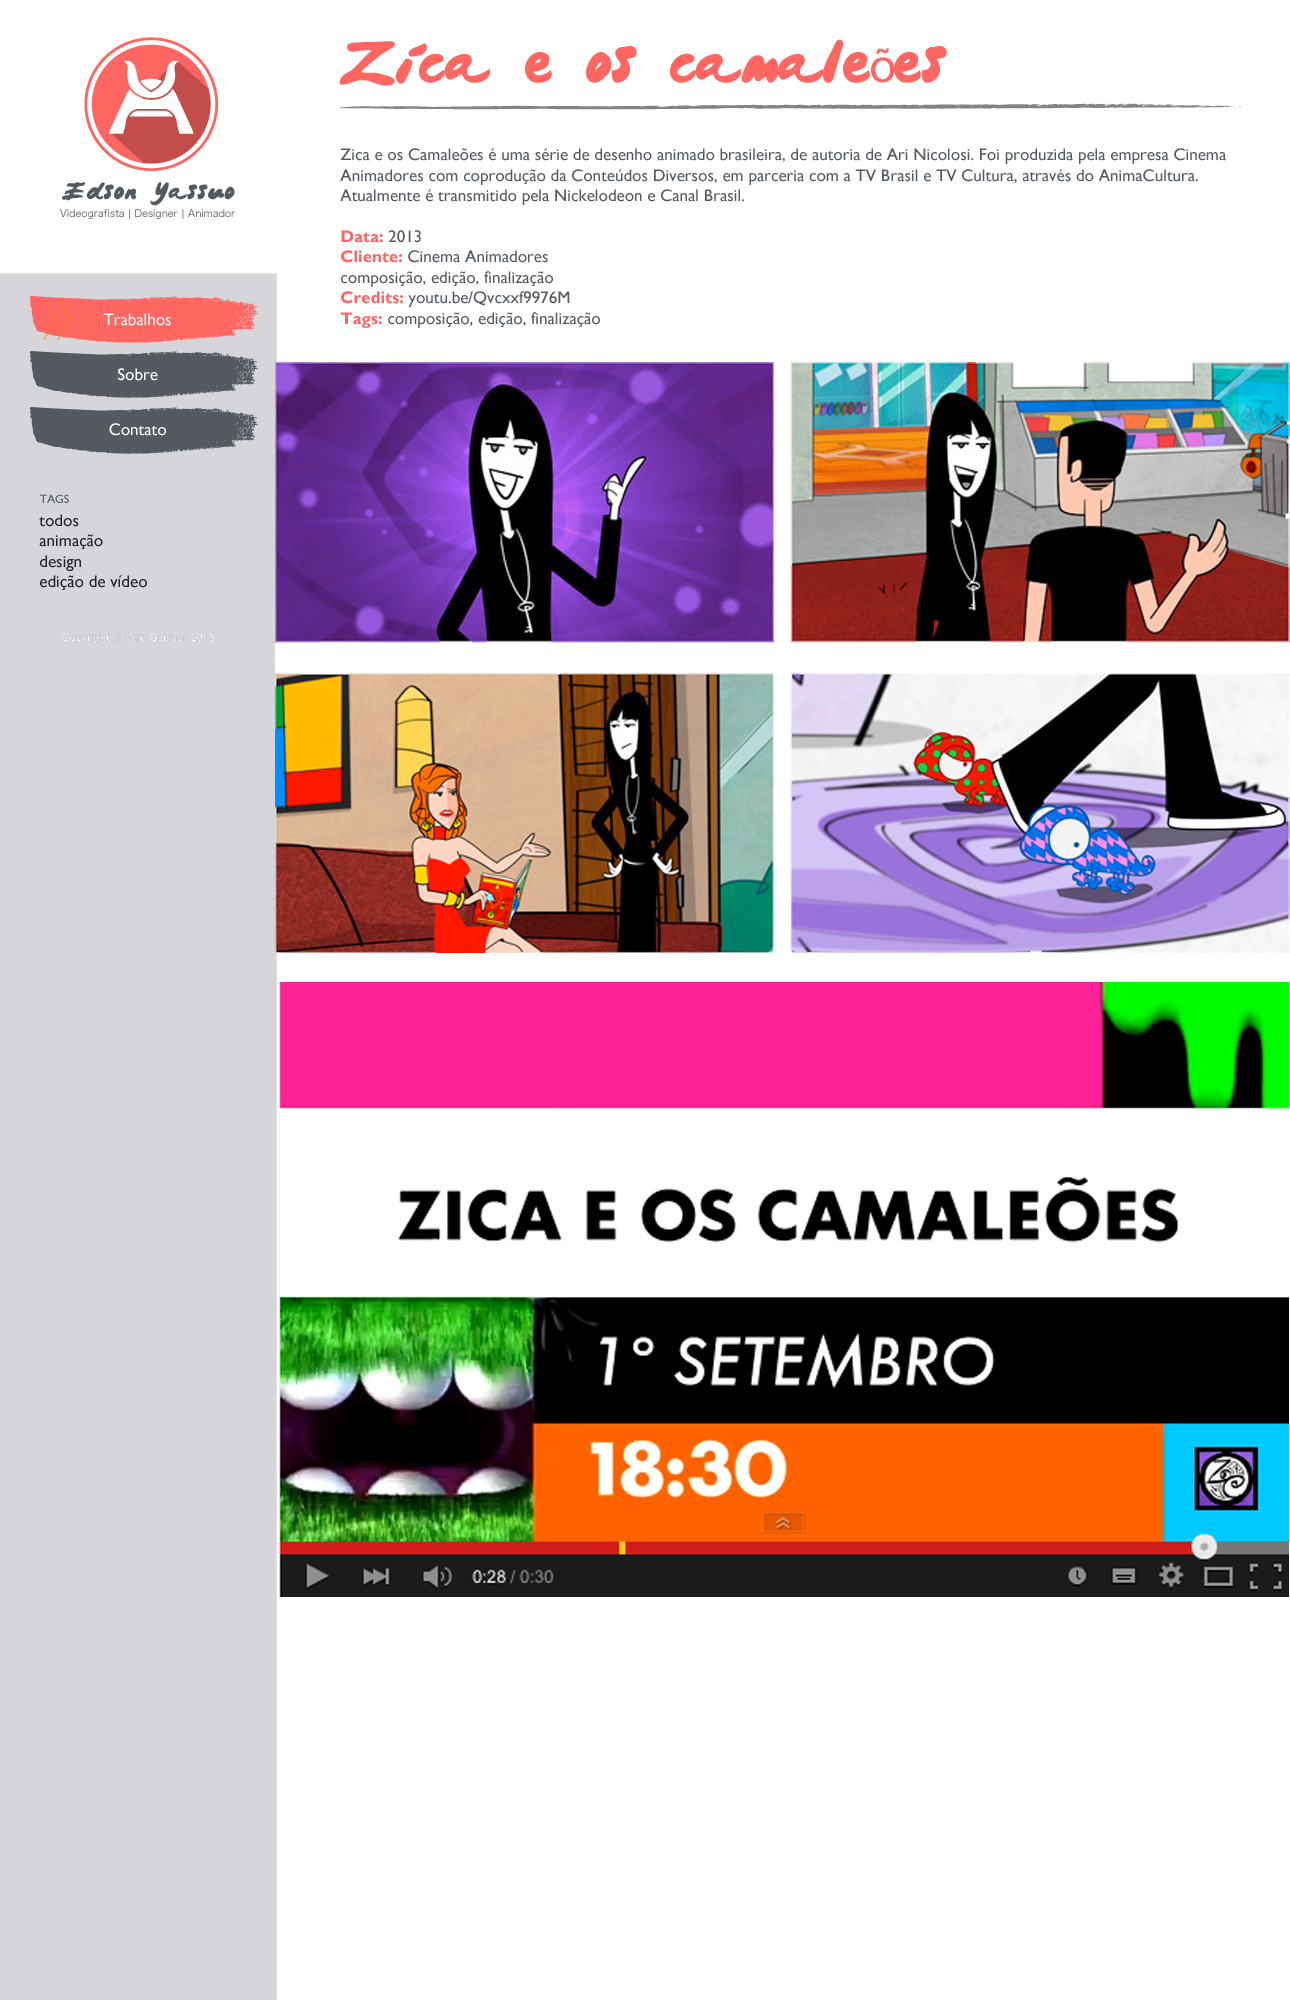 Edson Yassuo
Videografista | Designer | Animador
Trabalhos
Sobre
Contato
TAGS
todos
animação
design
edição de vídeo
Copyright 2015
Zica e os camaleões
Zica e os Camaleões é uma série de desenho animado brasileira, de autoria de Ari Nicolosi. Foi produzida pela empresa Cinema
Animadores com coprodução da Conteúdos Diversos, em parceria com a TV Brasil e TV Cultura, através do AnimaCultura.
Atualmente é transmitido pela Nickelodeon e Canal Brasil.
Data: 2013
Cliente: Cinema Animadores
composição, edição, finalização
Credits: youtu.be/Qvcxxf9976M
Tags: composição, edição, finalização
ZICA E OS CAMALEÕES
1º SETEMBRO
18:30
0:28 / 0:30